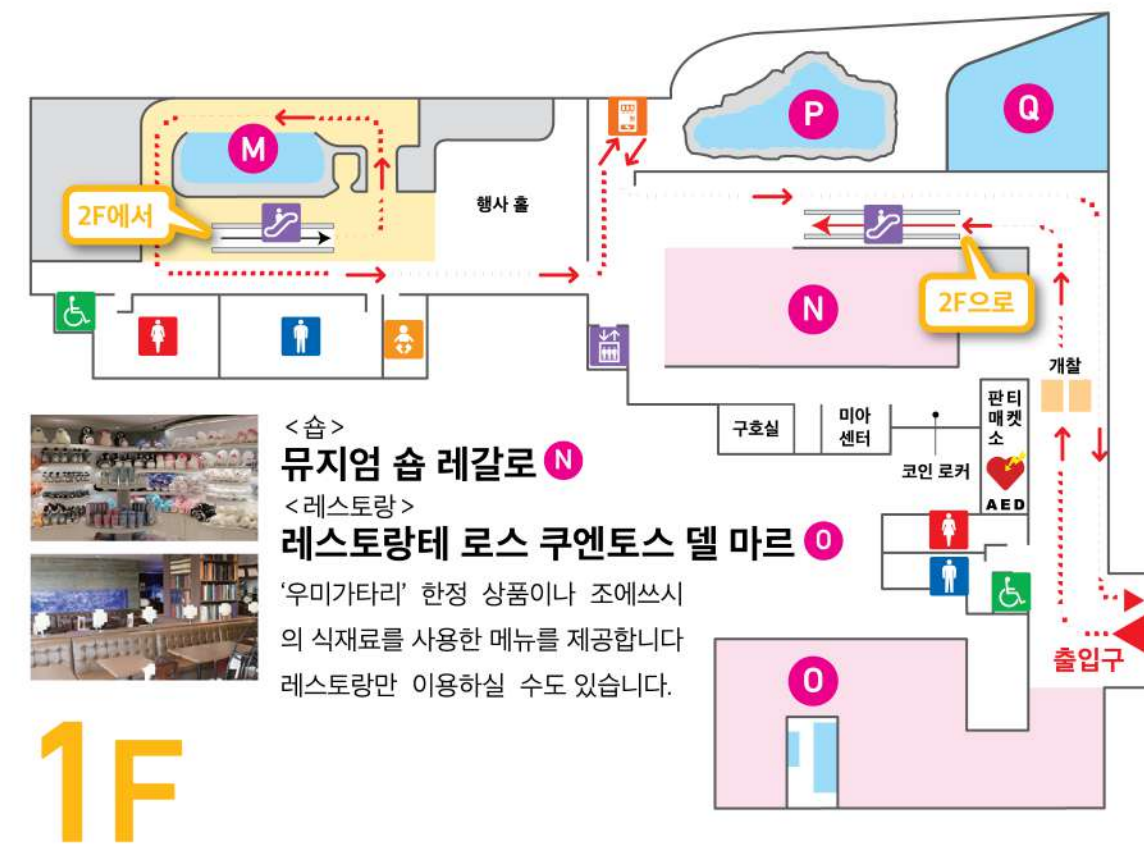 P
Q
M
2F에서
행사 홀
N
2F으로
개찰
판티
매켓
소
구호실
미아
센터
코인 로커
AED
<숍>
뮤지엄 숍 레갈로 N
<레스토랑>
레스토랑테 로스 쿠엔토스 델 마르 O
'우미가타리' 한정 상품이나 조에쓰시
의 식재료를 사용한 메뉴를 제공합니다
레스토랑만 이용하실 수도 있습니다.
출입구
O
1F